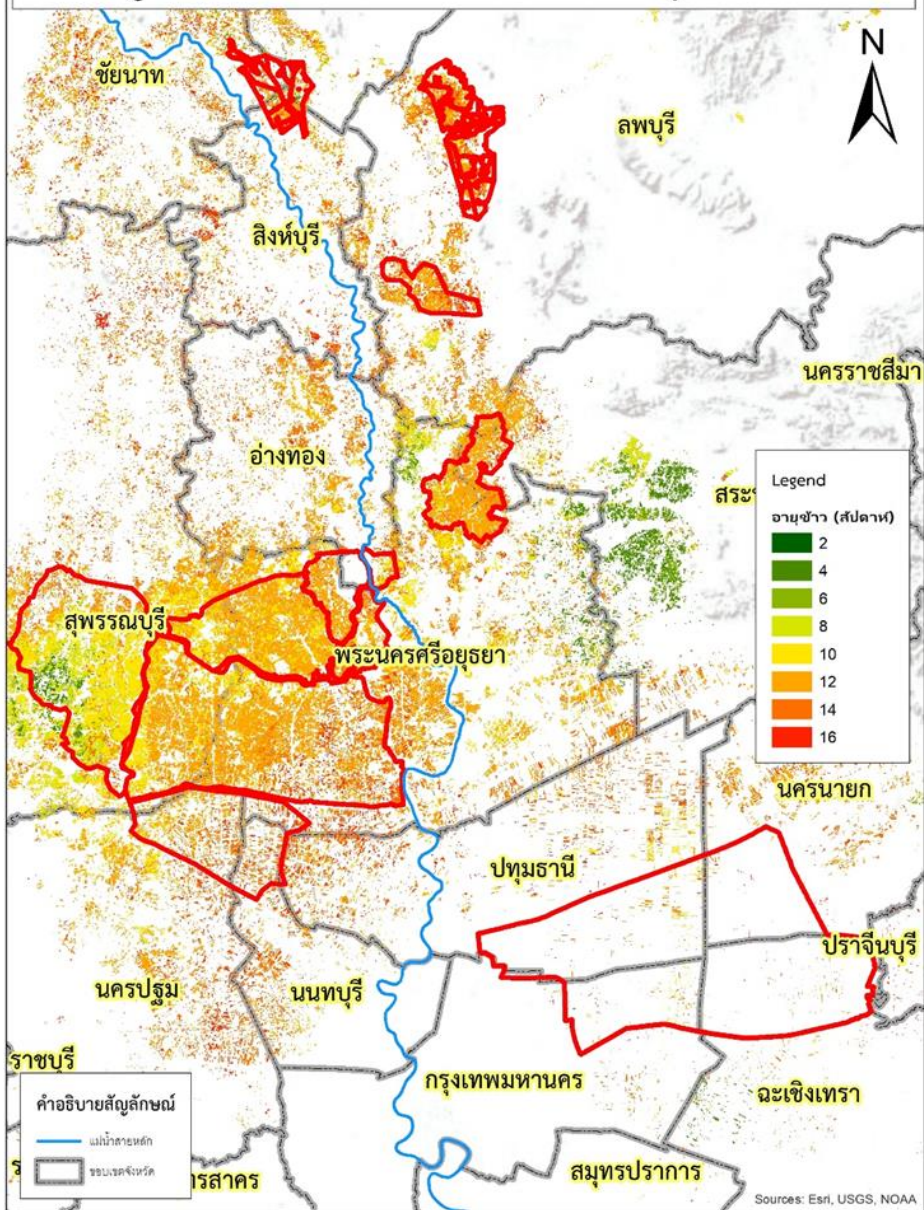 N
ชัยนาท
ลพบุรี
สิงห์บุรี
นครราชสีมา
อ่างทอง
Legend
อายุข้าว (สัปดาห์)
2
4
6
8
10
12
14
16
สุพรรณบุรี
พระนครศรีอยุธยา
นครนายก
ปทุมธานี
ปราจีนบุรี
นครปฐม
นนทบุรี
ราชบุรี
กรุงเทพมหานคร
ฉะเชิงเทรา
คำอธิบายสัญลักษณ์
แม่น้ำสายหลัก
ขอบเขตจังหวัด
รสาคร
สมุทรปราการ
Sources: Esri, USGS, NOAA